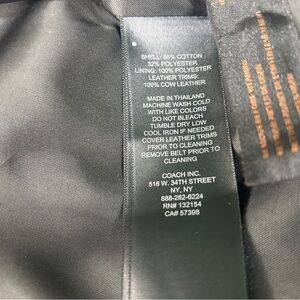 SHELL: 68% COTTON
32% POLYESTER
LINING: 100% POLYESTER
LEATHER TRIMS:
100% COW LEATHER
MADE IN THAILAND
MACHINE WASH COLD
WITH LIKE COLORS
DO NOT BLEACH
TUMBLE DRY LOW
COOL IRON IF NEEDED
COVER LEATHER TRIMS
PRIOR TO CLEANING
REMOVE BELT PRIOR TO
CLEANING
COACH INC.
516 W. 34TH STREET
NY, NY
888-262-6224
RN# 132154
CA# 57398